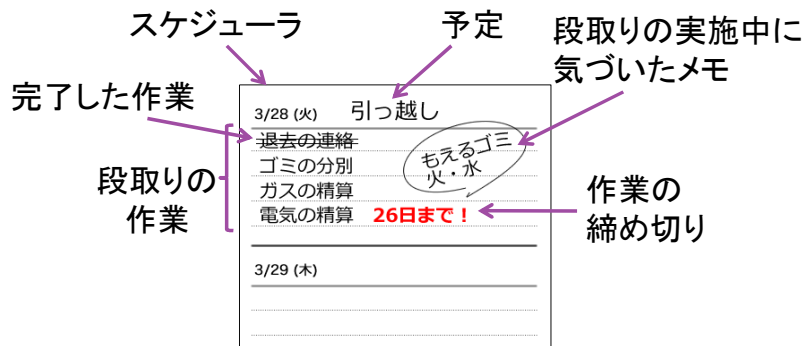 スケジューラ
予定
段取りの実施中に
気づいたメモ
完了した作業
3/28 (火)
引っ越し
退去の連絡
もえるゴミ
火・水
ゴミの分別
ガスの精算
電気の精算
26日まで！
段取りの
作業
作業の
締め切り
3/29 (木)